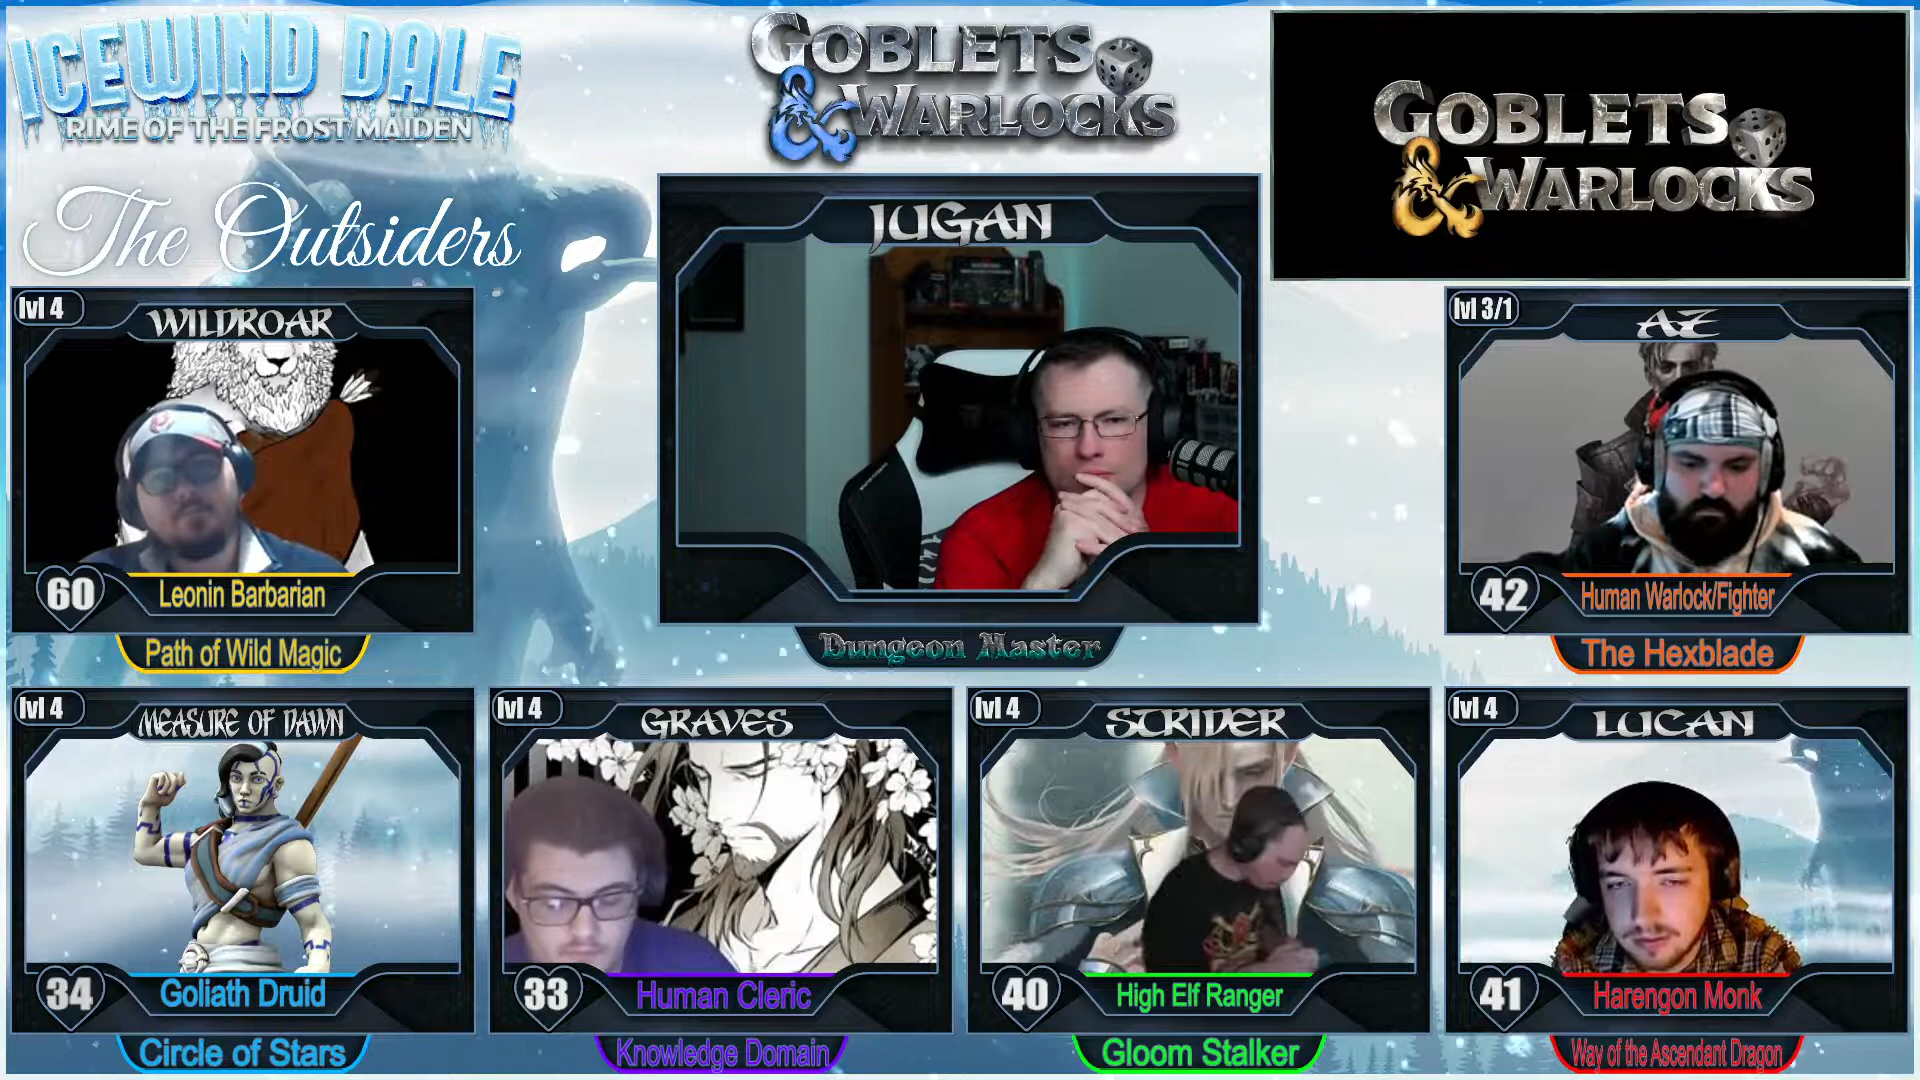 ICEWIND DALE
RIME OF THE FROSTMAIDEN
The Outsiders
GOBLETS
& WARLOCKS
GOBLETS
& WARLOCKS
JUGAN
Dungeon Master
lvl 4
WILDROAR
60
Leonin Barbarian
Path of Wild Magic
lvl 3/1
AZ
42
Human Warlock/Fighter
The Hexblade
lvl 4
MEASURE OF DAWN
34
Goliath Druid
Circle of Stars
lvl 4
GRAVES
33
Human Cleric
Knowledge Domain
lvl 4
STRIDER
40
High Elf Ranger
Gloom Stalker
lvl 4
LUCAN
41
Harengon Monk
Way of the Ascendant Dragon